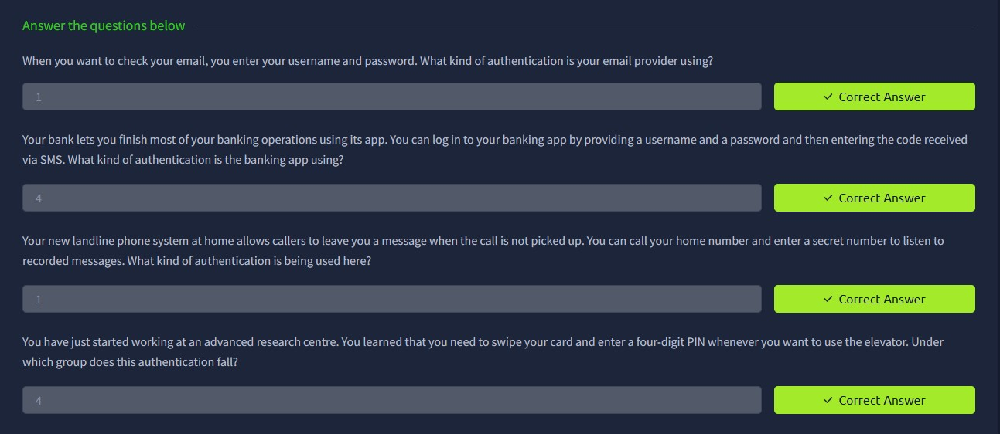 Answer the questions below
When you want to check your email, you enter your username and password. What kind of authentication is your email provider using?
1
✓ Correct Answer
Your bank lets you finish most of your banking operations using its app. You can log in to your banking app by providing a username and a password and then entering the code received
via SMS. What kind of authentication is the banking app using?
4
✓ Correct Answer
Your new landline phone system at home allows callers to leave you a message when the call is not picked up. You can call your home number and enter a secret number to listen to
recorded messages. What kind of authentication is being used here?
1
✓ Correct Answer
You have just started working at an advanced research centre. You learned that you need to swipe your card and enter a four-digit PIN whenever you want to use the elevator. Under
which group does this authentication fall?
4
✓ Correct Answer